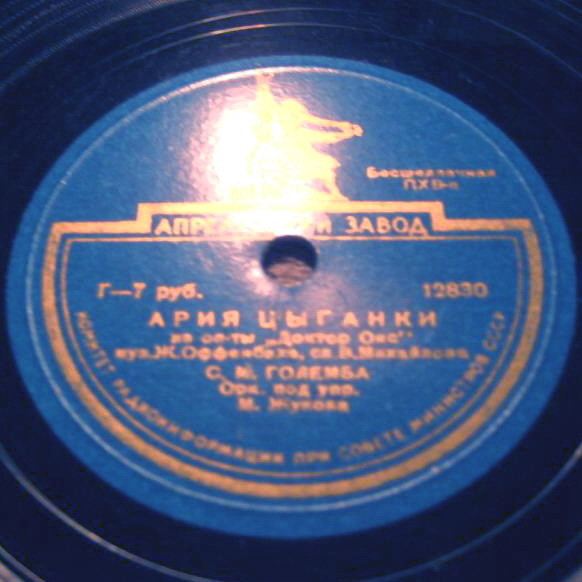 Бесшеллачная
ПХВ-п
АПРЕЛЕВСКИЙ ЗАВОД
Г—7 руб. 12830
АРИЯ ЦЫГАНКИ
из оп-ты „Доктор Окс"
муз. Ж. Оффенбаха, сл. В. Михайлова
С. М. ГОЛЕМБА
Орк. под упр.
М. Жукова
КОМИТЕТ РАДИОИНФОРМАЦИИ ПРИ СОВЕТЕ МИНИСТРОВ СССР